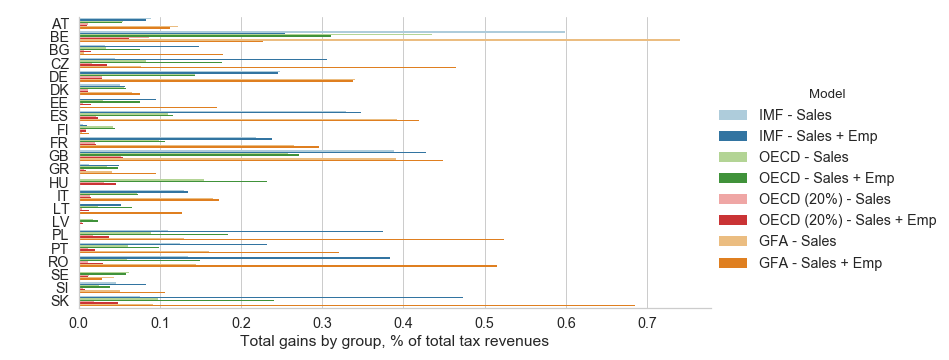 AT
BE
BG
CZ
DE
DK
EE
ES
FI
FR
GB
GR
HU
IT
LT
LV
PL
PT
RO
SE
SI
SK
0.0 0.1 0.2 0.3 0.4 0.5 0.6 0.7
Total gains by group, % of total tax revenues
Model
IMF - Sales
IMF - Sales + Emp
OECD - Sales
OECD - Sales + Emp
OECD (20%) - Sales
OECD (20%) - Sales + Emp
GFA - Sales
GFA - Sales + Emp